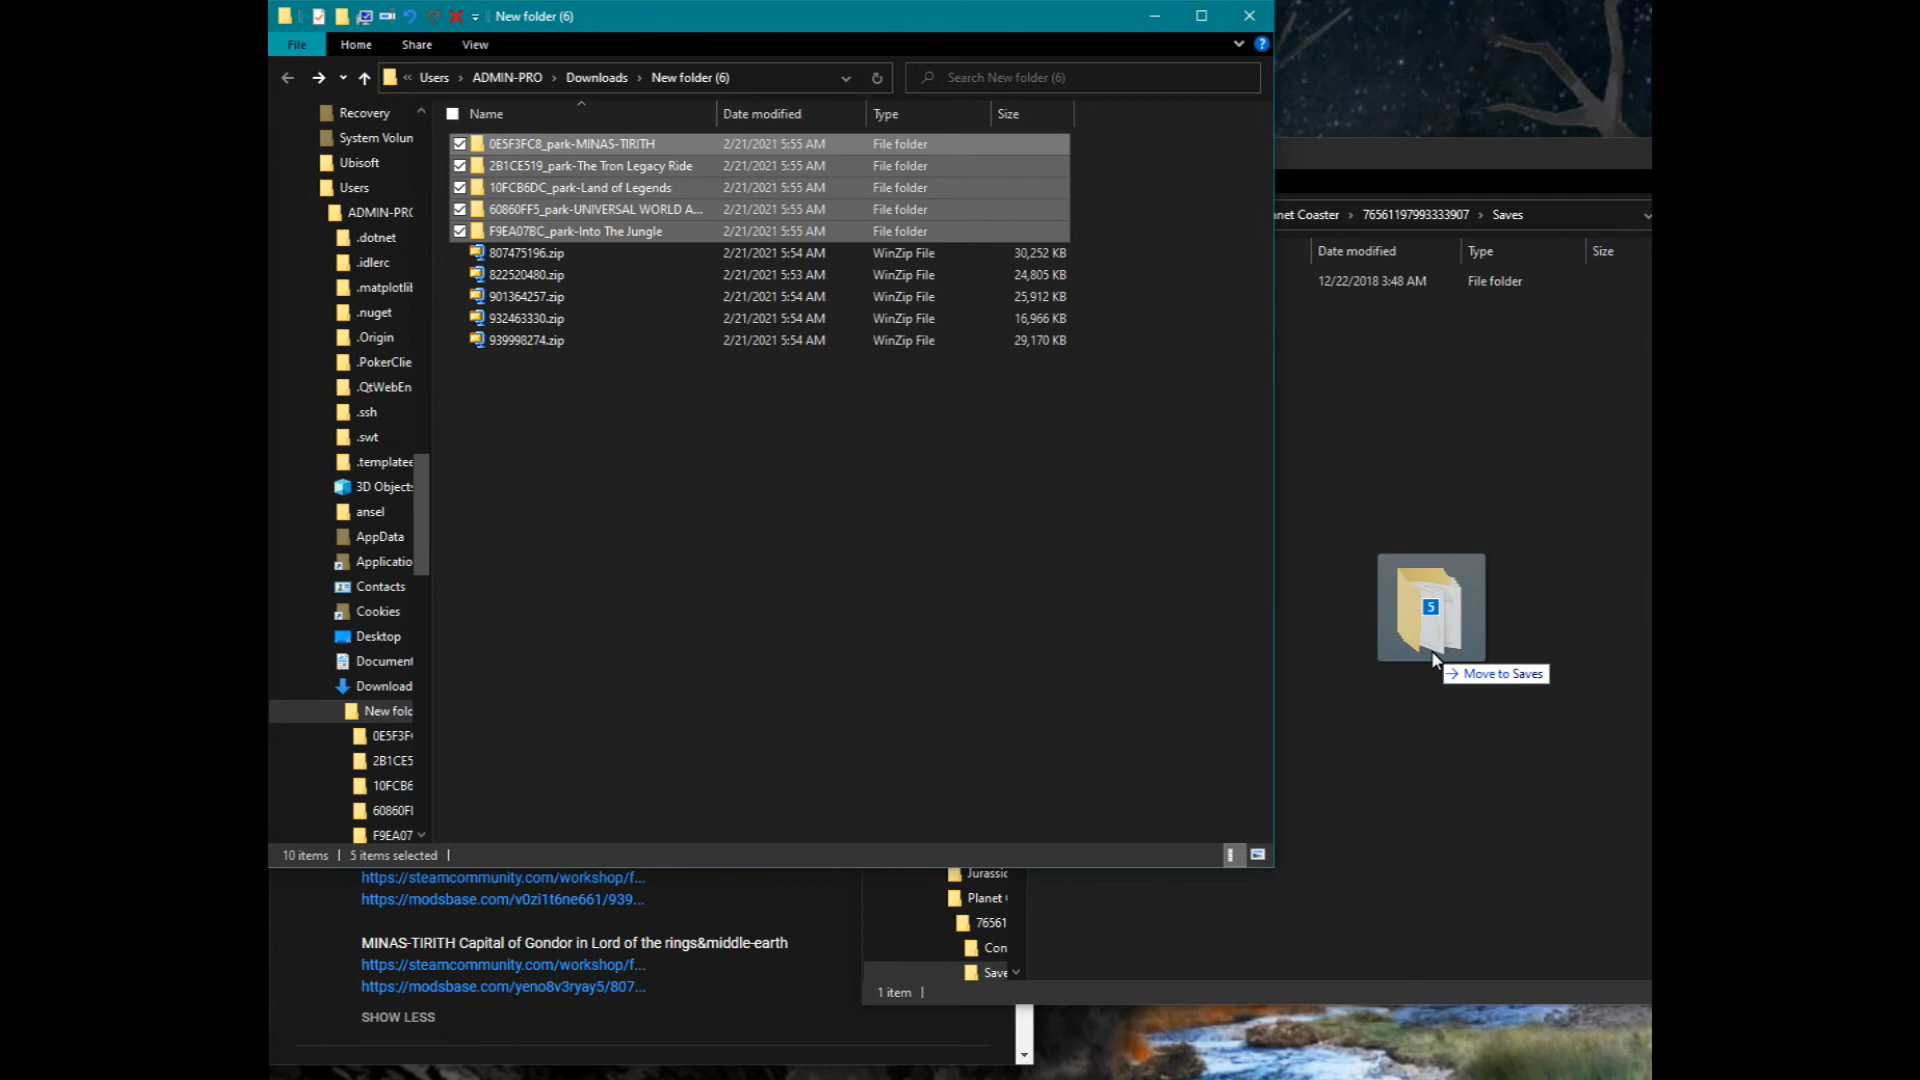 New folder (6)
File Home Share View
Users ADMIN-PRO Downloads New folder (6)
Search New folder (6)
Name Date modified Type Size
0E5F3FC8_park-MINAS-TIRITH 2/21/2021 5:55 AM File folder
2B1CE519_park-The Tron Legacy Ride 2/21/2021 5:55 AM File folder
10FCB6DC_park-Land of Legends 2/21/2021 5:55 AM File folder
60860FF5_park-UNIVERSAL WORLD A... 2/21/2021 5:55 AM File folder
F9EA07BC_park-Into The Jungle 2/21/2021 5:55 AM File folder
807475196.zip 2/21/2021 5:54 AM WinZip File 30,252 KB
822520480.zip 2/21/2021 5:53 AM WinZip File 24,805 KB
901364257.zip 2/21/2021 5:54 AM WinZip File 25,912 KB
932463330.zip 2/21/2021 5:54 AM WinZip File 16,966 KB
939998274.zip 2/21/2021 5:54 AM WinZip File 29,170 KB
Recovery
System Volun
Ubisoft
Users
ADMIN-PRO
.dotnet
.idlerc
.matplotlib
.nuget
.Origin
.PokerClie
.QtWebEn
.ssh
.swt
.templatee
3D Objects
ansel
AppData
Applicatio
Contacts
Cookies
Desktop
Document
Download
New folc
0E5F3F
2B1CE5
10FCB6
60860F
F9EA07
10 items 5 items selected
net Coaster 76561197993333907 Saves
Date modified Type Size
12/22/2018 3:48 AM File folder
5
Move to Saves
https://steamcommunity.com/workshop/f...
https://modsbase.com/v0zi1t6ne661/939...
MINAS-TIRITH Capital of Gondor in Lord of the rings&middle-earth
https://steamcommunity.com/workshop/f...
https://modsbase.com/yeno8v3ryay5/807...
SHOW LESS
Jurassic
Planet
76561
Con
Save
1 item